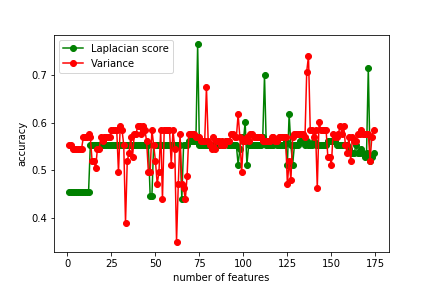 Laplacian score
Variance
accuracy
0.7
0.6
0.5
0.4
0 25 50 75 100 125 150 175
number of features